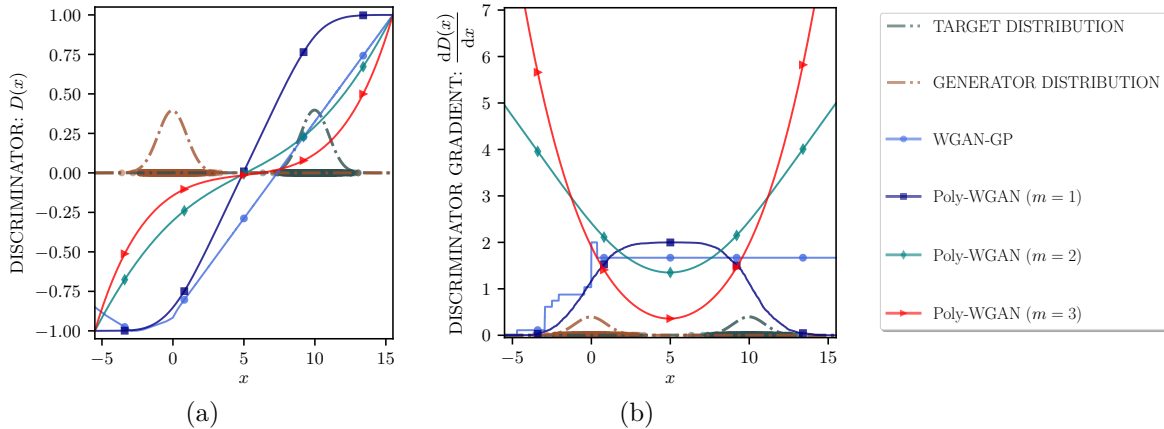 1.00
0.75
0.50
0.25
0.00
−0.25
−0.50
−0.75
−1.00
DISCRIMINATOR: D(x)
−5
0
5
10
15
x
(a)
7
6
5
4
3
2
1
0
DISCRIMINATOR GRADIENT: dD(x)/dx
−5
0
5
10
15
x
(b)
TARGET DISTRIBUTION
GENERATOR DISTRIBUTION
WGAN-GP
Poly-WGAN (m = 1)
Poly-WGAN (m = 2)
Poly-WGAN (m = 3)